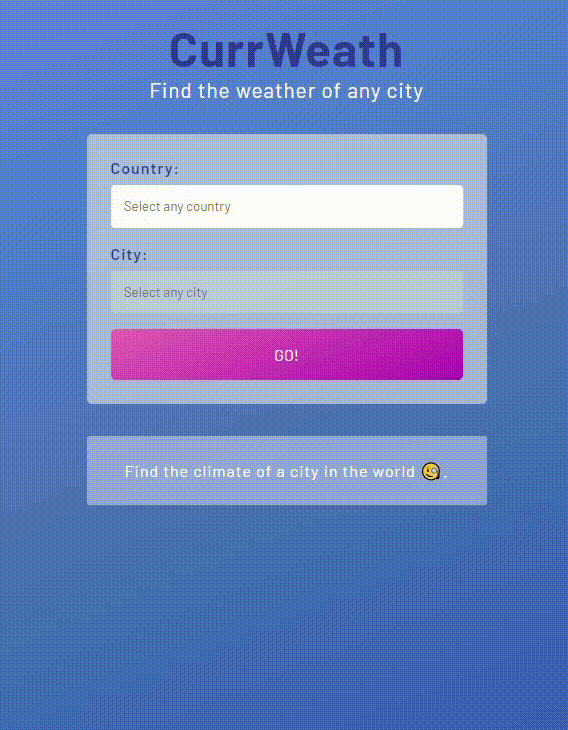 CurrWeath
Find the weather of any city
Country:
Select any country
City:
Select any city
GO!
Find the climate of a city in the world 🧐.